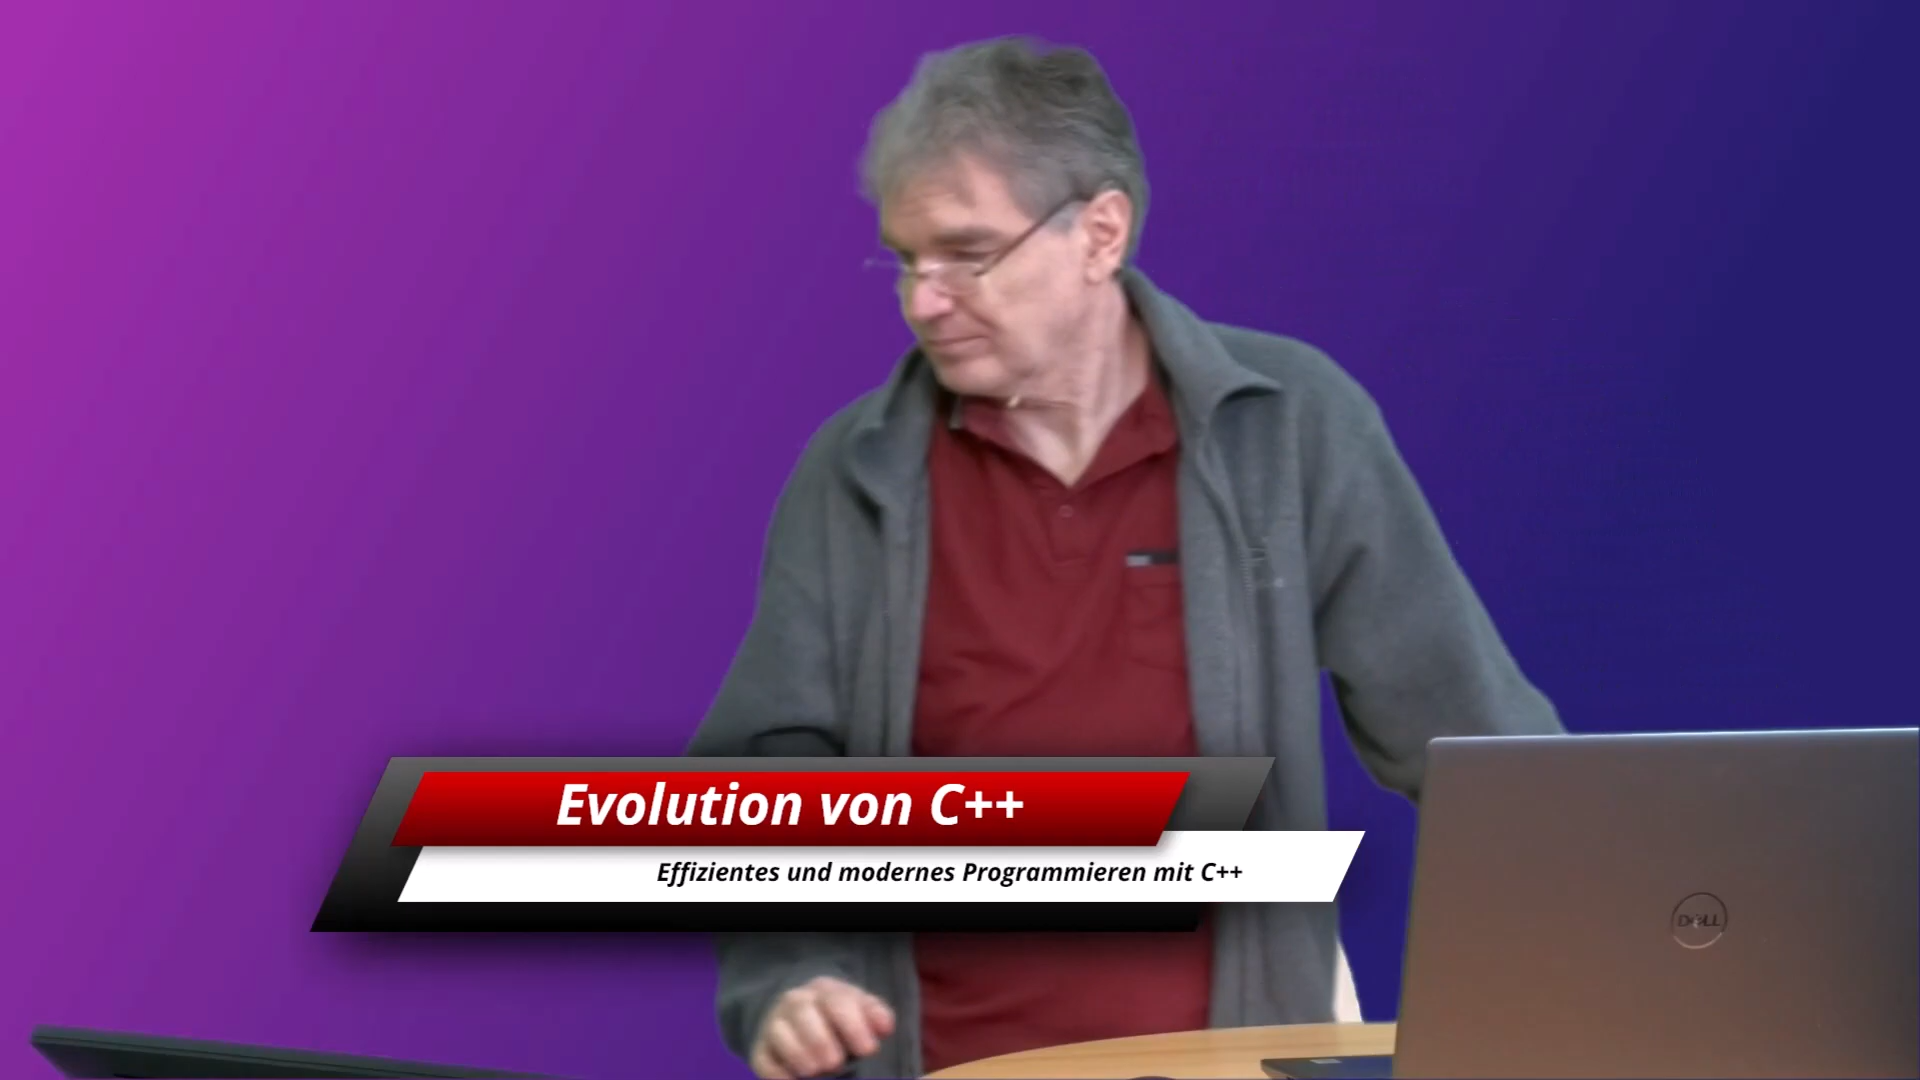 Evolution von C++
Effizientes und modernes Programmieren mit C++
DELL